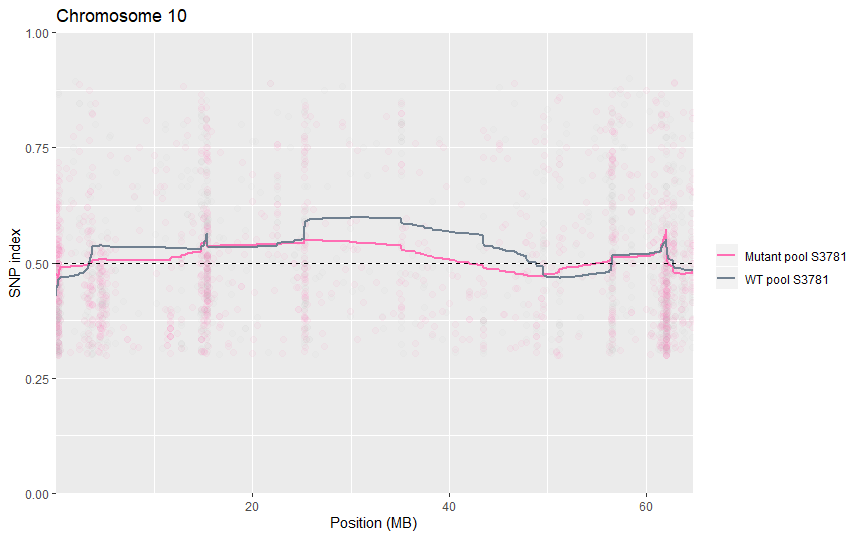 Chromosome 10
1.00
0.75
0.50
0.25
0.00
SNP index
20
40
60
Position (MB)
Mutant pool S3781
WT pool S3781